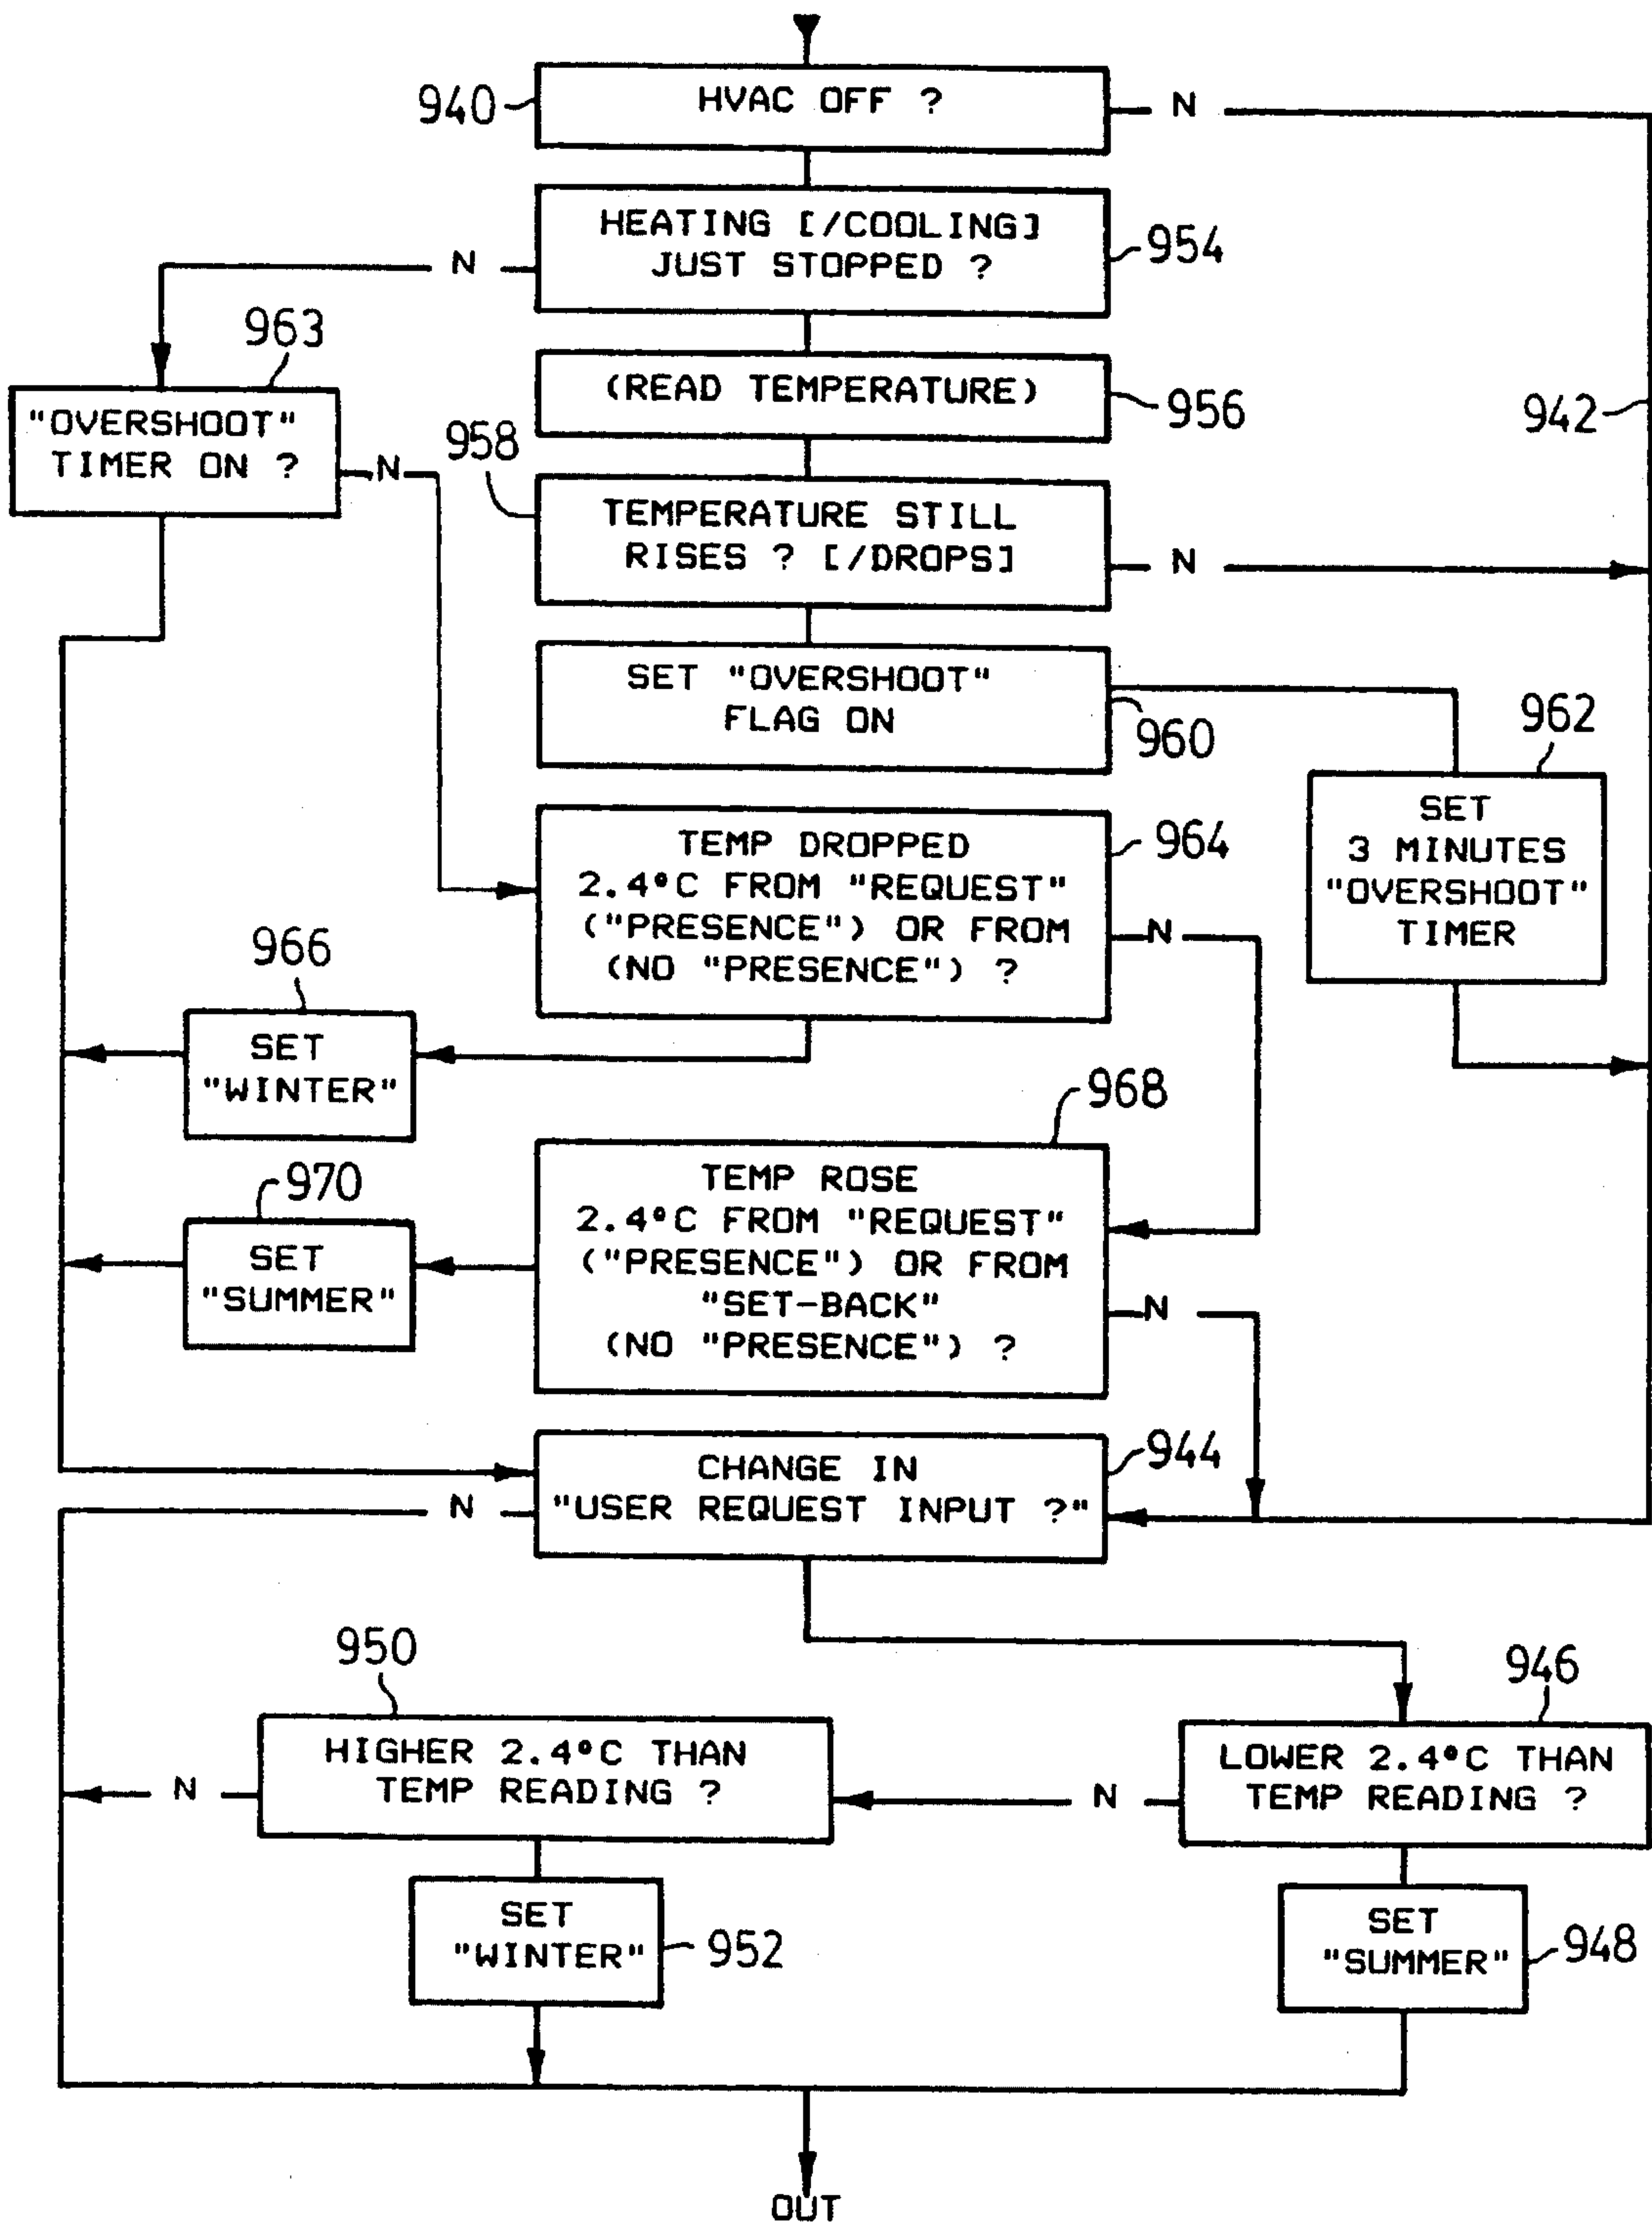 HVAC OFF ?
940
N
HEATING [/COOLING]
JUST STOPPED ?
954
N
963
(READ TEMPERATURE)
956
942
"OVERSHOOT"
TIMER ON ?
N
958
TEMPERATURE STILL
RISES ? [/DROPS]
N
SET "OVERSHOOT"
FLAG ON
960
962
SET
3 MINUTES
"OVERSHOOT"
TIMER
TEMP DROPPED
2.4°C FROM "REQUEST"
("PRESENCE") OR FROM
(NO "PRESENCE") ?
964
N
966
SET
"WINTER"
968
TEMP ROSE
2.4°C FROM "REQUEST"
("PRESENCE") OR FROM
"SET-BACK"
(NO "PRESENCE") ?
N
970
SET
"SUMMER"
CHANGE IN
"USER REQUEST INPUT ?"
944
N
950
946
HIGHER 2.4°C THAN
TEMP READING ?
N
LOWER 2.4°C THAN
TEMP READING ?
N
SET
"WINTER"
952
SET
"SUMMER"
948
OUT